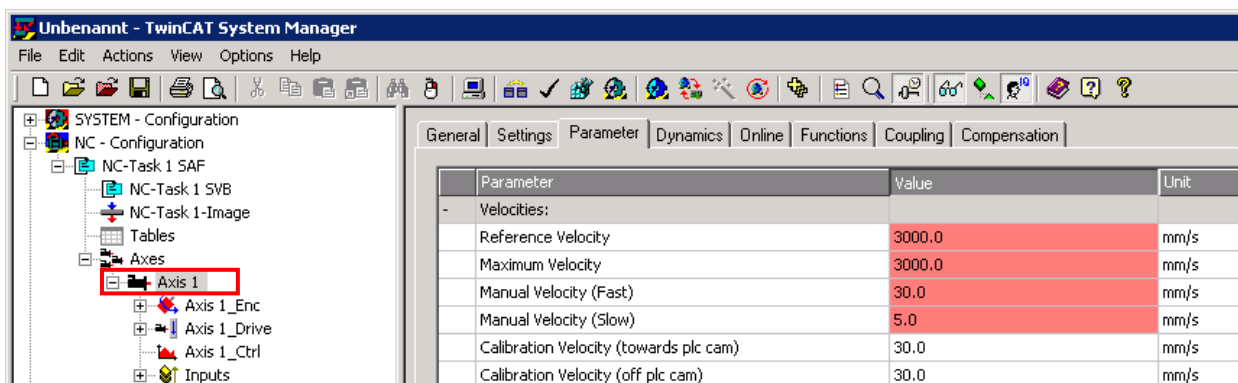 Unbenannt - TwinCAT System Manager
File Edit Actions View Options Help
SYSTEM - Configuration
NC - Configuration
NC-Task 1 SAF
NC-Task 1 SVB
NC-Task 1-Image
Tables
Axes
Axis 1
Axis 1_Enc
Axis 1_Drive
Axis 1_Ctrl
Inputs
General Settings Parameter Dynamics Online Functions Coupling Compensation
Parameter Value Unit
- Velocities:
Reference Velocity 3000.0 mm/s
Maximum Velocity 3000.0 mm/s
Manual Velocity (Fast) 30.0 mm/s
Manual Velocity (Slow) 5.0 mm/s
Calibration Velocity (towards plc cam) 30.0 mm/s
Calibration Velocity (off plc cam) 30.0 mm/s